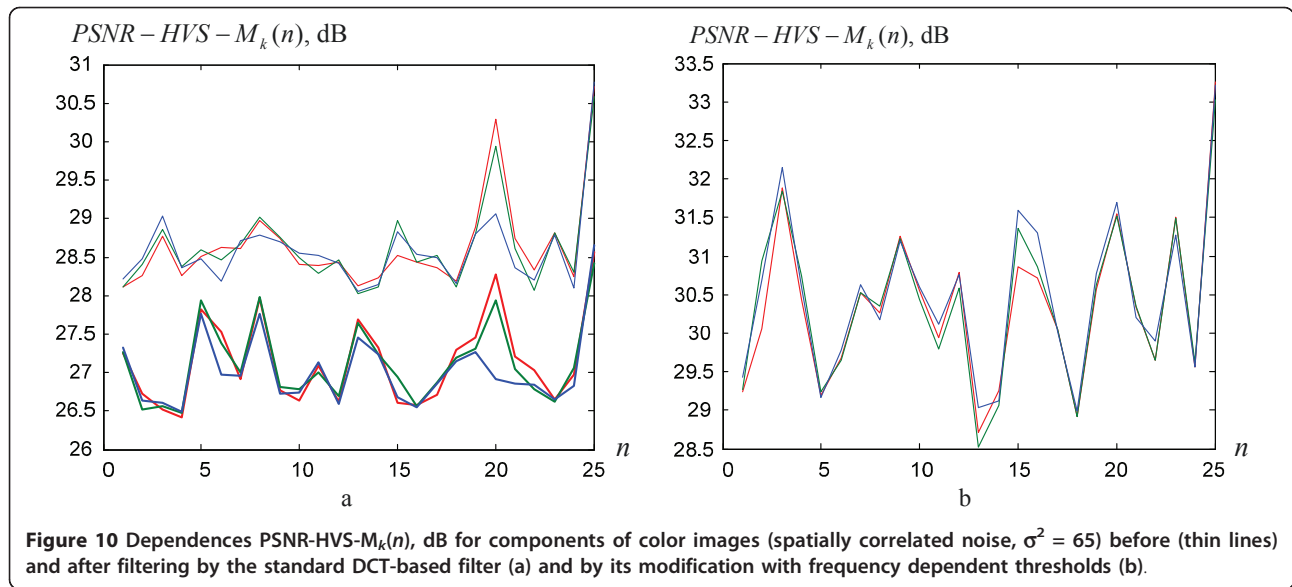 PSNR – HVS – M_k(n), dB
31
30.5
30
29.5
29
28.5
28
27.5
27
26.5
26
0 5 10 15 20 25 n
a
PSNR – HVS – M_k(n), dB
33.5
33
32.5
32
31.5
31
30.5
30
29.5
29
28.5
0 5 10 15 20 25 n
b
Figure 10 Dependences PSNR-HVS-M_k(n), dB for components of color images (spatially correlated noise, σ² = 65) before (thin lines)
and after filtering by the standard DCT-based filter (a) and by its modification with frequency dependent thresholds (b).